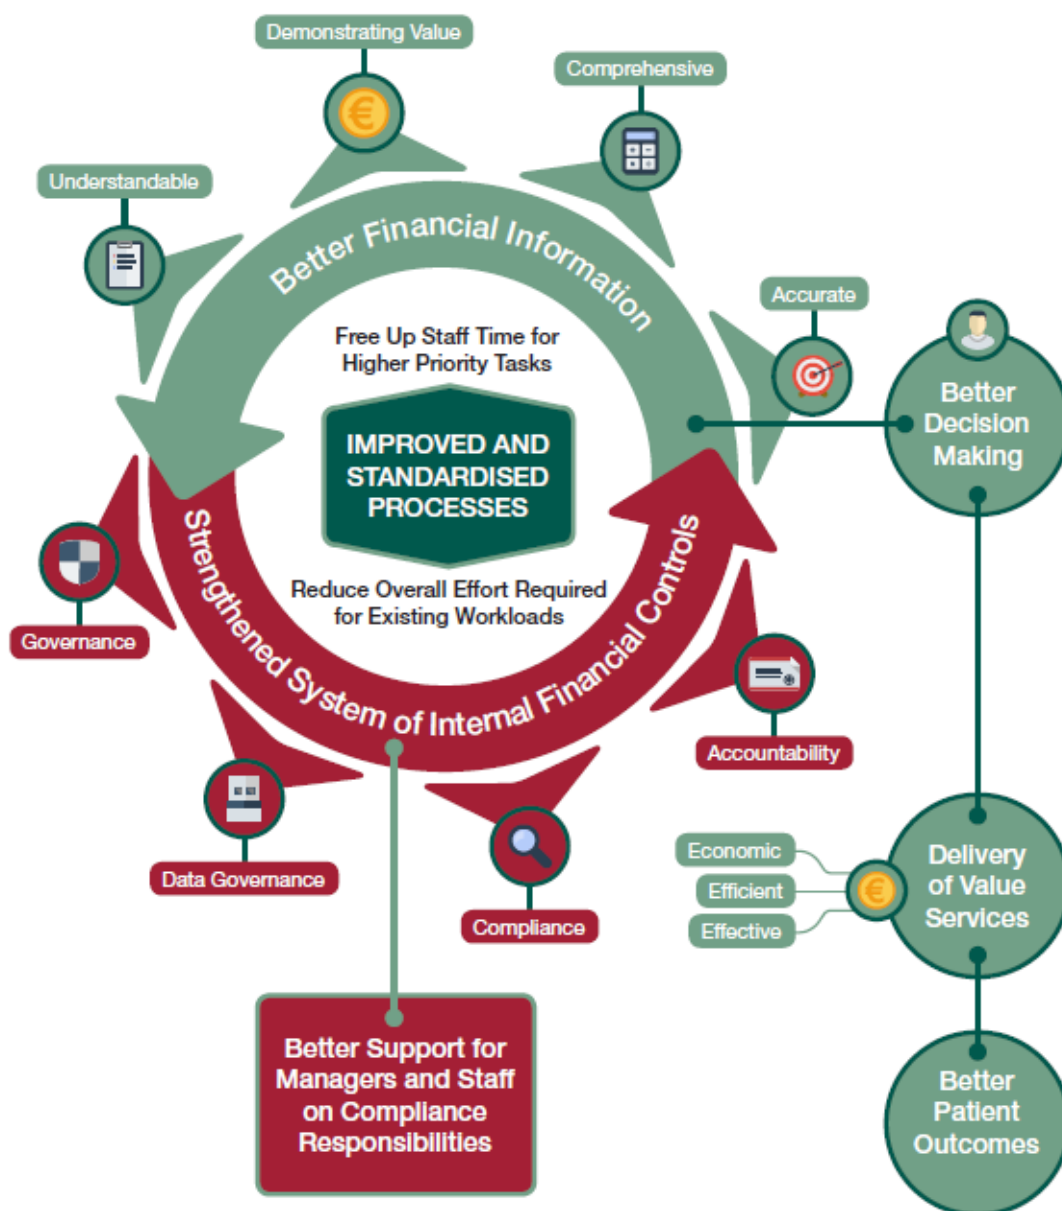 Demonstrating Value
Comprehensive
Understandable
Accurate
Better Financial Information
Free Up Staff Time for
Higher Priority Tasks
IMPROVED AND
STANDARDISED
PROCESSES
Reduce Overall Effort Required
for Existing Workloads
Strengthened System of Internal Financial Controls
Better
Decision
Making
Governance
Accountability
Data Governance
Compliance
Economic
Efficient
Effective
€
€
Delivery
of Value
Services
Better Support for
Managers and Staff
on Compliance
Responsibilities
Better
Patient
Outcomes